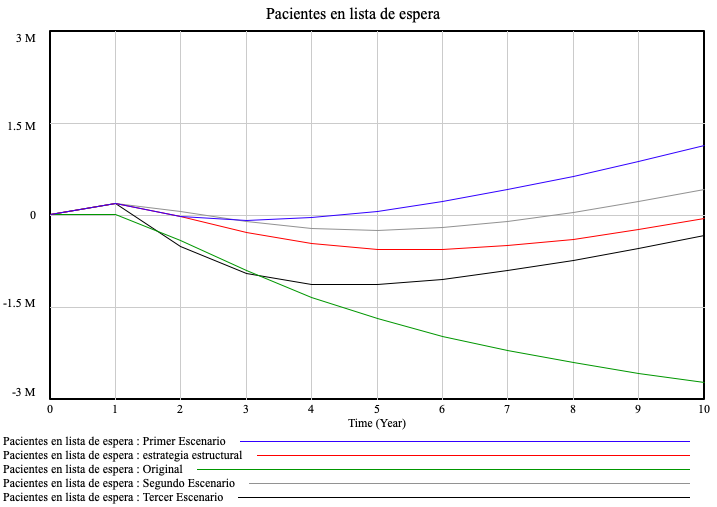 Pacientes en lista de espera
3 M
1.5 M
0
-1.5 M
-3 M
0 1 2 3 4 5 6 7 8 9 10
Time (Year)
Pacientes en lista de espera : Primer Escenario
Pacientes en lista de espera : estrategia estructural
Pacientes en lista de espera : Original
Pacientes en lista de espera : Segundo Escenario
Pacientes en lista de espera : Tercer Escenario